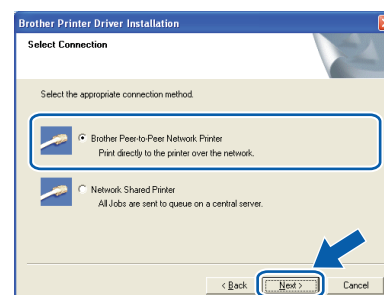 Brother Printer Driver Installation
Select Connection
Select the appropriate connection method.
Brother Peer-to-Peer Network Printer
Print directly to the printer over the network.
Network Shared Printer
All Jobs are sent to queue on a central server.
< Back Next > Cancel